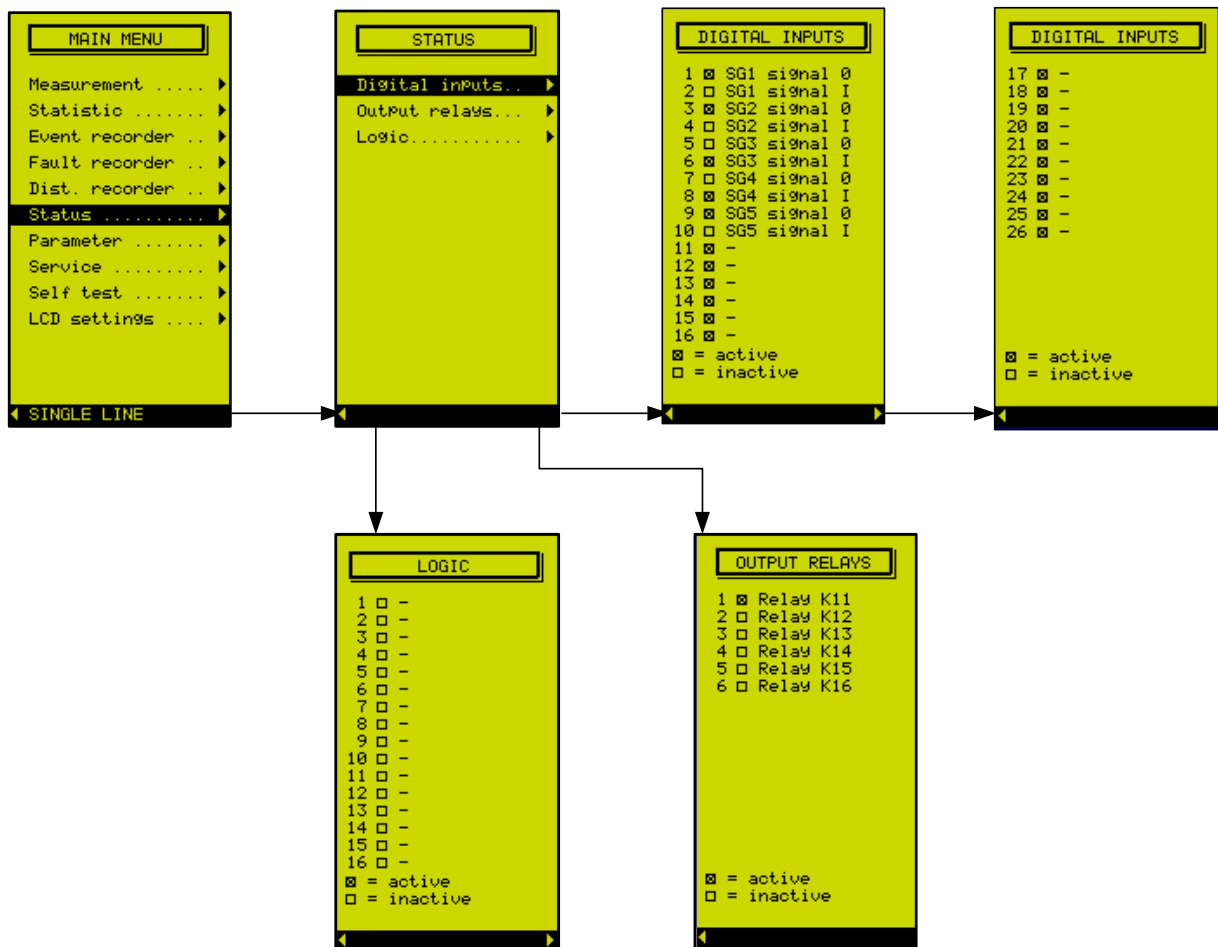 MAIN MENU
Measurement ..... ▶
Statistic ....... ▶
Event recorder .. ▶
Fault recorder .. ▶
Dist. recorder .. ▶
Status .......... ▶
Parameter ....... ▶
Service ......... ▶
Self test ....... ▶
LCD settings .... ▶
◀ SINGLE LINE
STATUS
Digital inputs.. ▶
Output relays... ▶
Logic........... ▶
◀
DIGITAL INPUTS
1 ☒ SG1 signal 0
2 ☐ SG1 signal I
3 ☒ SG2 signal 0
4 ☐ SG2 signal I
5 ☐ SG3 signal 0
6 ☒ SG3 signal I
7 ☐ SG4 signal 0
8 ☒ SG4 signal I
9 ☒ SG5 signal 0
10 ☐ SG5 signal I
11 ☒ -
12 ☒ -
13 ☒ -
14 ☒ -
15 ☒ -
16 ☒ -
☒ = active
☐ = inactive
◀ ▶
DIGITAL INPUTS
17 ☒ -
18 ☒ -
19 ☒ -
20 ☒ -
21 ☒ -
22 ☒ -
23 ☒ -
24 ☒ -
25 ☒ -
26 ☒ -
☒ = active
☐ = inactive
◀
LOGIC
1 ☐ -
2 ☐ -
3 ☐ -
4 ☐ -
5 ☐ -
6 ☐ -
7 ☐ -
8 ☐ -
9 ☐ -
10 ☐ -
11 ☐ -
12 ☐ -
13 ☐ -
14 ☐ -
15 ☐ -
16 ☐ -
☒ = active
☐ = inactive
◀ ▶
OUTPUT RELAYS
1 ☒ Relay K11
2 ☐ Relay K12
3 ☐ Relay K13
4 ☐ Relay K14
5 ☐ Relay K15
6 ☐ Relay K16
☒ = active
☐ = inactive
◀